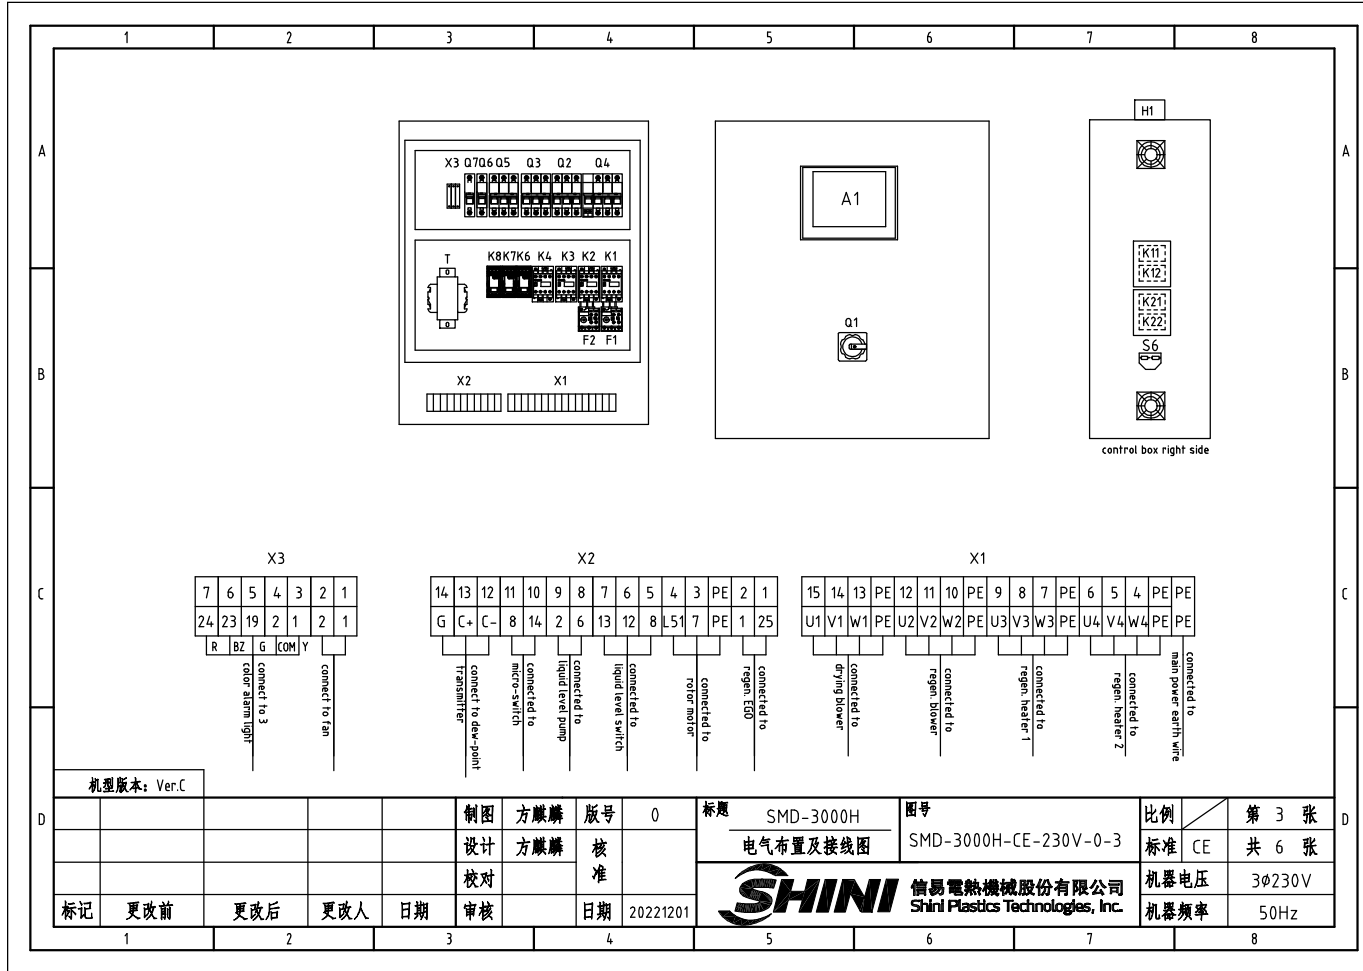 1 2 3 4 5 6 7 8
A A
H1
X3 Q7 Q6 Q5 Q3 Q2 Q4
A1
K11
K12
K21
K22
T K8 K7 K6 K4 K3 K2 K1
Q1
S6
F2 F1
B B
X2 X1
control box right side
X3 X2 X1
C C
7 6 5 4 3 2 1
24 23 19 2 1 2 1
R BZ G COM Y
connect to 3
color alarm light
connect to fan
14 13 12 11 10 9 8 7 6 5 4 3 PE 2 1
G C+ C- 8 14 2 6 13 12 8 L51 7 PE 1 25
connect to dew-point
transmitter
connected to
micro-switch
connected to
liquid level pump
connected to
liquid level switch
connected to
rotor motor
connected to
regen. EGO
15 14 13 PE 12 11 10 PE 9 8 7 PE 6 5 4 PE PE
U1 V1 W1 PE U2 V2 W2 PE U3 V3 W3 PE U4 V4 W4 PE PE
connected to
drying blower
connected to
regen. blower
connected to
regen. heater 1
connected to
regen. heater 2
connected to
main power earth wire
机型版本：Ver.C
D D
制图 方麒麟 版号 0
设计 方麒麟 核准
校对
标记 更改前 更改后 更改人 日期 审核 日期 20221201
标题 SMD-3000H
电气布置及接线图
图号
SMD-3000H-CE-230V-0-3
比例 第 3 张
标准 CE 共 6 张
机器电压 3φ230V
机器频率 50Hz
SHINI 信易電熱機械股份有限公司
Shini Plastics Technologies, Inc.
1 2 3 4 5 6 7 8